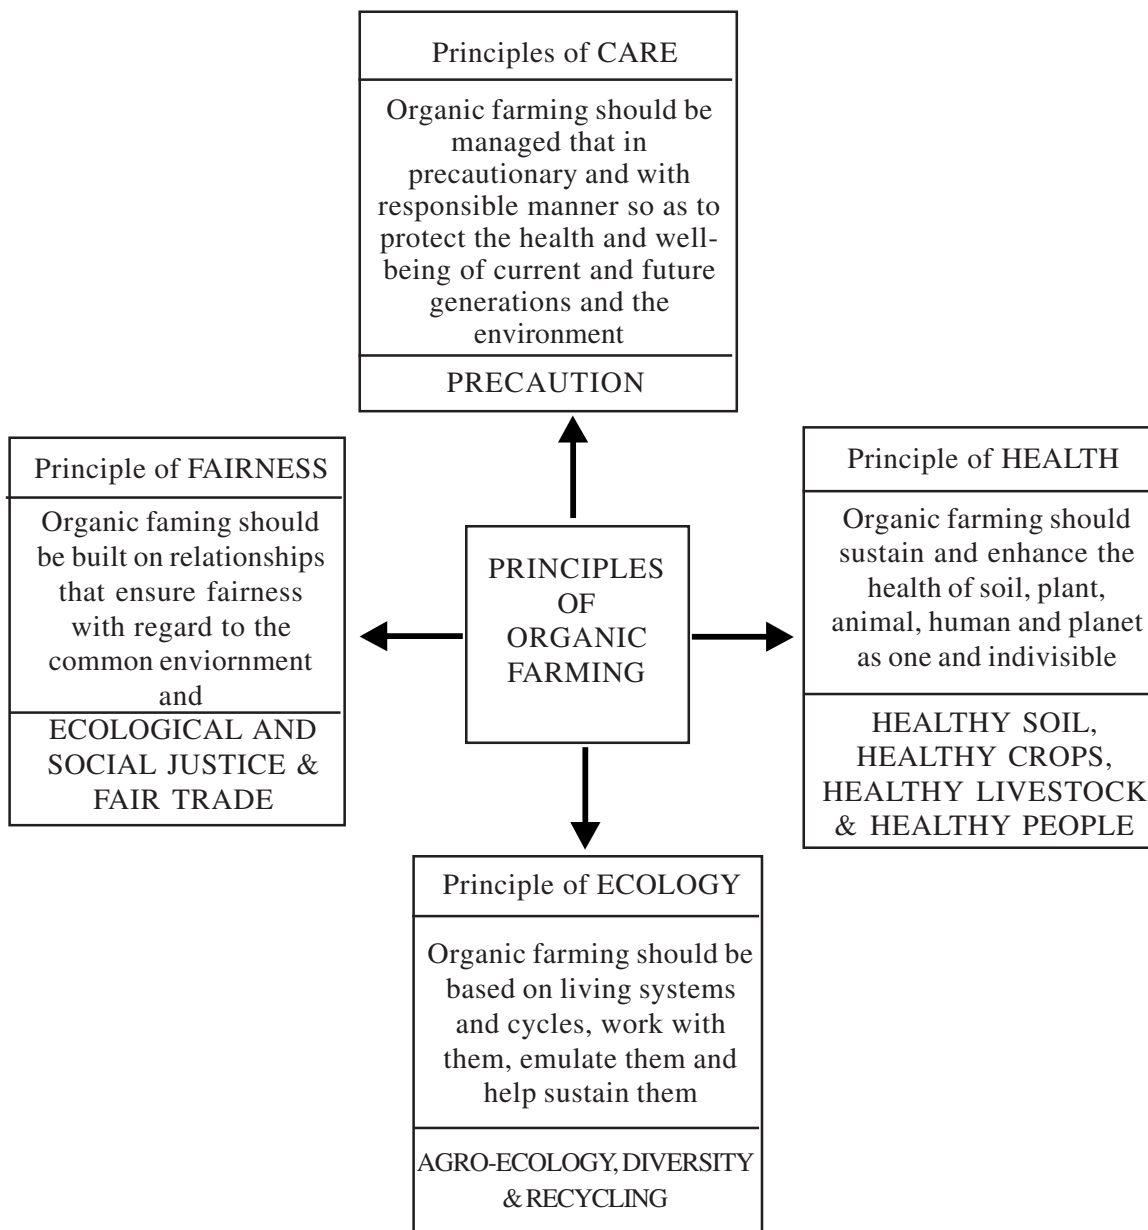 Principles of CARE
Organic farming should be
managed that in
precautionary and with
responsible manner so as to
protect the health and well-
being of current and future
generations and the
environment
PRECAUTION
Principle of FAIRNESS
Organic faming should
be built on relationships
that ensure fairness
with regard to the
common enviornment
and
ECOLOGICAL AND
SOCIAL JUSTICE &
FAIR TRADE
PRINCIPLES
OF
ORGANIC
FARMING
Principle of HEALTH
Organic farming should
sustain and enhance the
health of soil, plant,
animal, human and planet
as one and indivisible
HEALTHY SOIL,
HEALTHY CROPS,
HEALTHY LIVESTOCK
& HEALTHY PEOPLE
Principle of ECOLOGY
Organic farming should be
based on living systems
and cycles, work with
them, emulate them and
help sustain them
AGRO-ECOLOGY, DIVERSITY
& RECYCLING